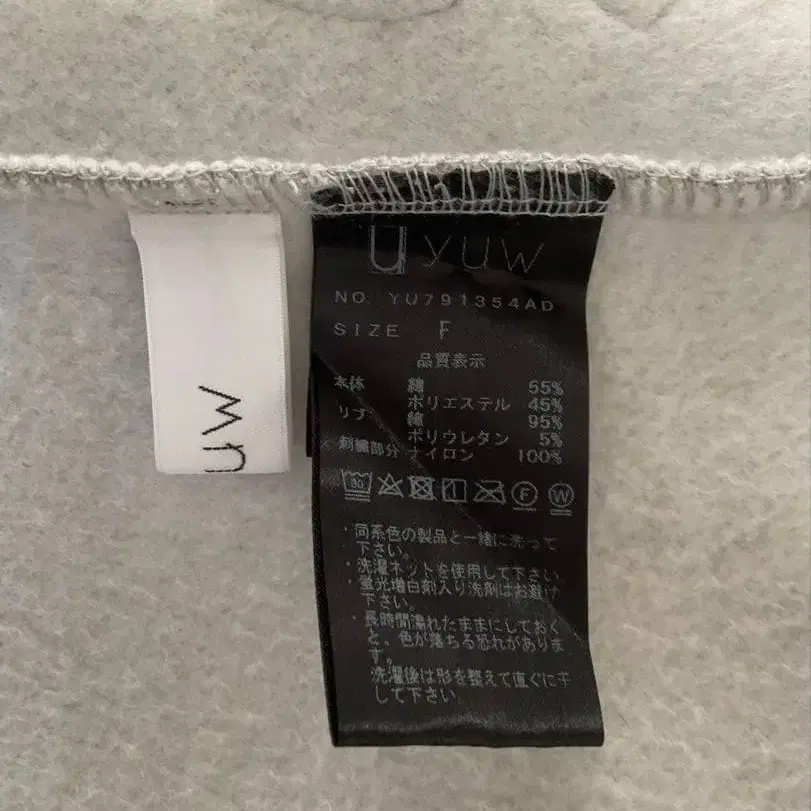 uw
U yuw
NO. YU791354AD
SIZE F
品質表示
本体 綿 55%
ポリエステル 45%
リブ 綿 95%
ポリウレタン 5%
刺繍部分 ナイロン 100%
30 F W
・同系色の製品と一緒に洗って
下さい。
・洗濯ネットを使用して下さい
・蛍光増白剤入り洗剤はお避け
下さい。
・長時間濡れたままにしておく
と、色が落ちる恐れがありま
す。
洗濯後は形を整えて直ぐに干
して下さい